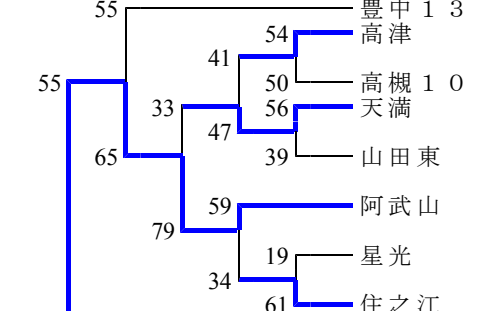 55 豊中１３
54 高津
41
55 50 高槻１０
33 56 天満
47
65 39 山田東
59 阿武山
79
19 星光
34
61 住之江